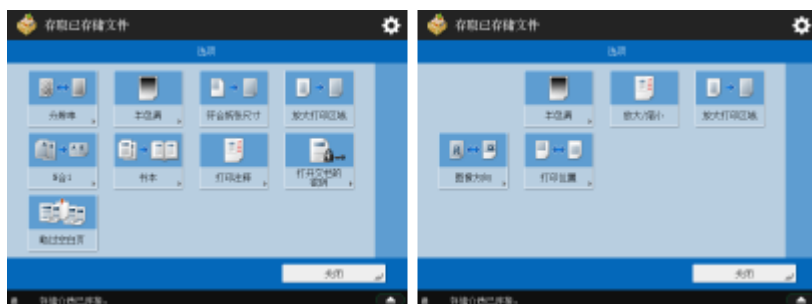 存取已存储文件
选项
分辨率
半色调
符合纸张尺寸
放大打印区域
N合1
书本
打印注释
打开文档的密码
跳过空白页
关闭
存取已存储文件
选项
半色调
放大/缩小
放大打印区域
图像方向
打印位置
关闭